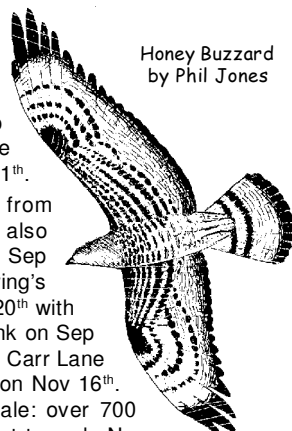 Honey Buzzard
by Phil Jones
1th.
from
also
Sep
ing's
20th with
nk on Sep
Carr Lane
on Nov 16th.
ale: over 700